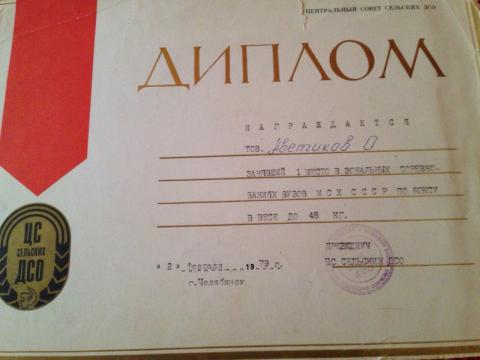 ЦЕНТРАЛЬНЫЙ СОВЕТ СЕЛЬСКИХ ДСО
ДИПЛОМ
НАГРАЖДАЕТСЯ
ТОВ. Аветиков О
ЗАНЯВШИЙ 1 МЕСТО В ЗОНАЛЬНЫХ СОРЕВНО-
ВАНИЯХ ВУЗОВ МСХ СССР ПО БОКСУ
В ВЕСЕ ДО 48 КГ.
ПРЕЗИДИУМ
ЦС СЕЛЬСКИХ ДСО
"2" февраля 1979 г.
г.Челябинск
ЦС
СЕЛЬСКИХ
ДСО